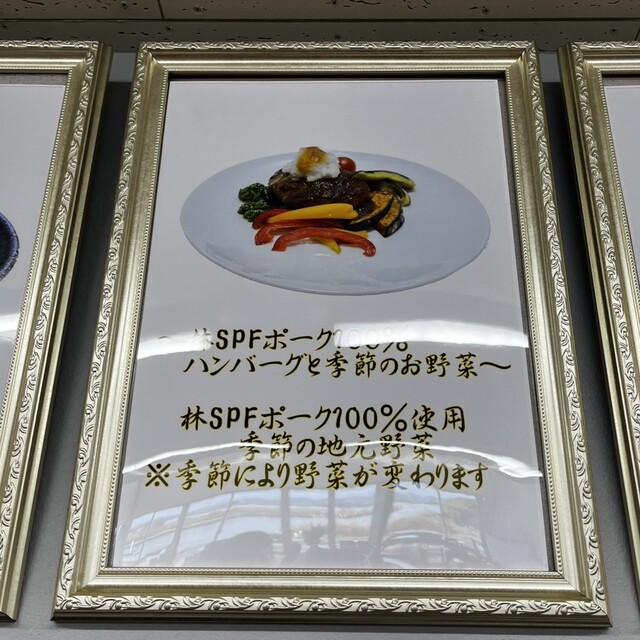 ～林SPFポーク100%
ハンバーグと季節のお野菜～
林SPFポーク100%使用
季節の地元野菜
※季節により野菜が変わります